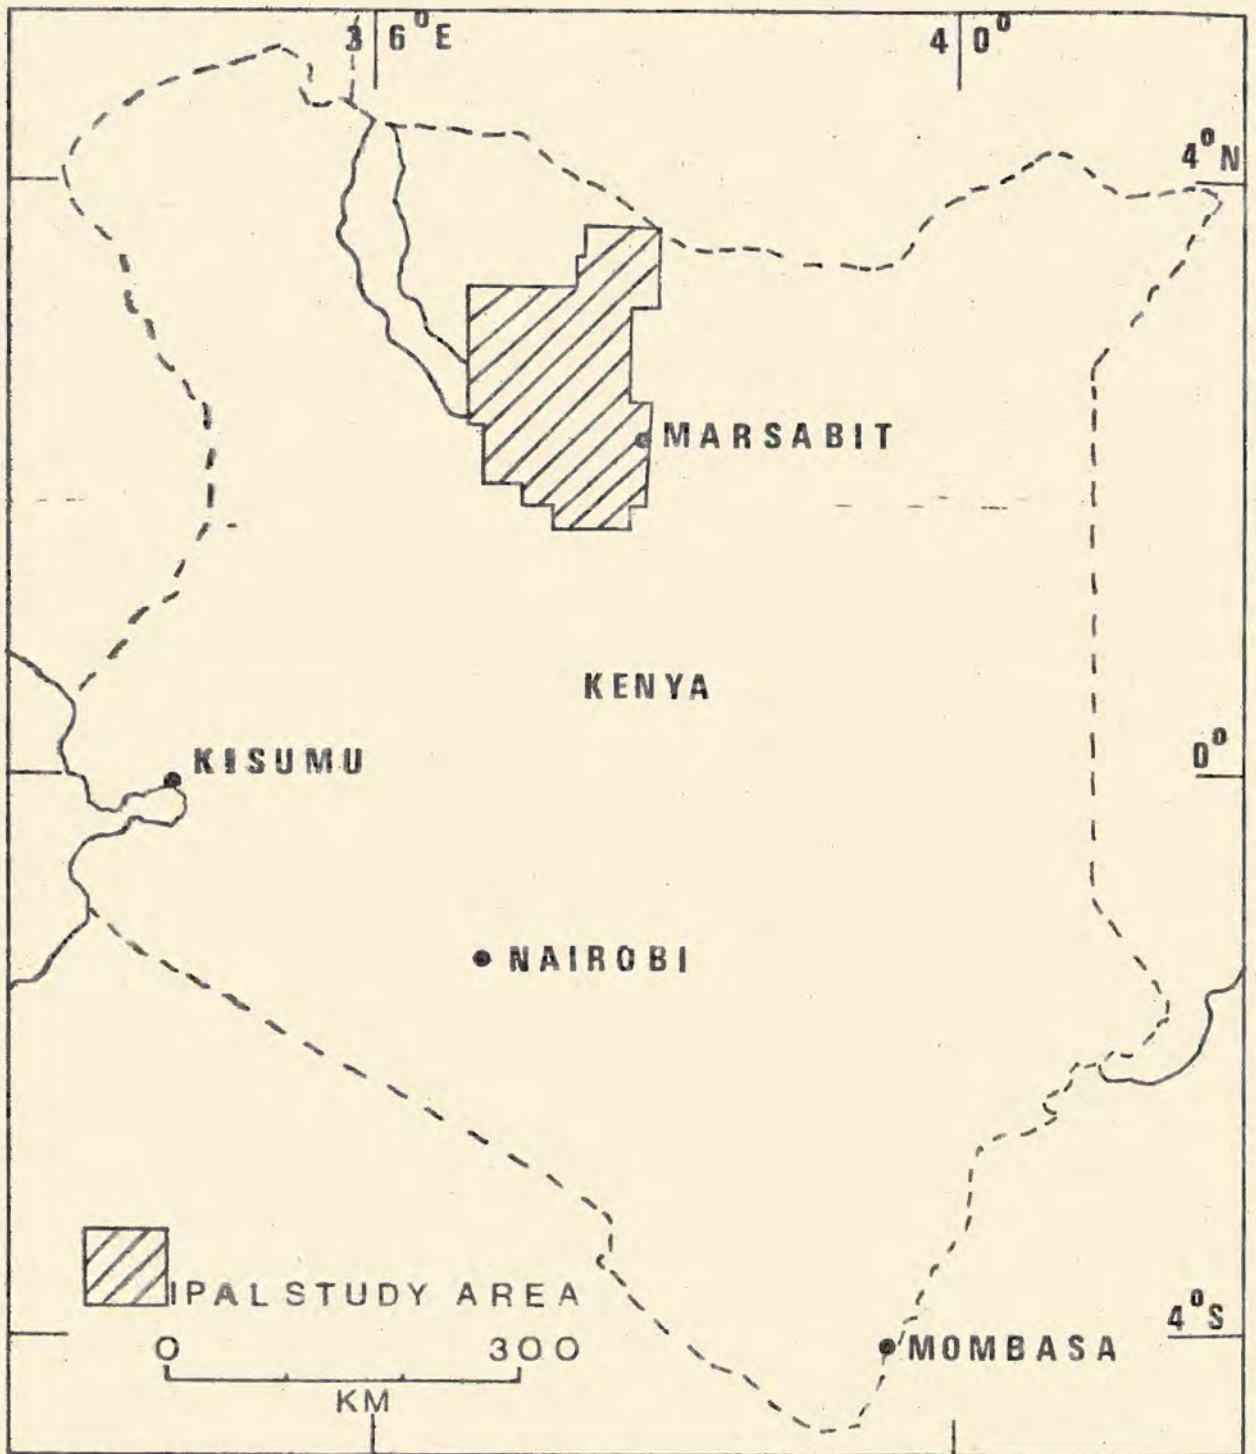 36°E 40°
4°N
MARSABIT
KENYA
KISUMU
0°
NAIROBI
IPAL STUDY AREA
4°S
0 300
MOMBASA
KM